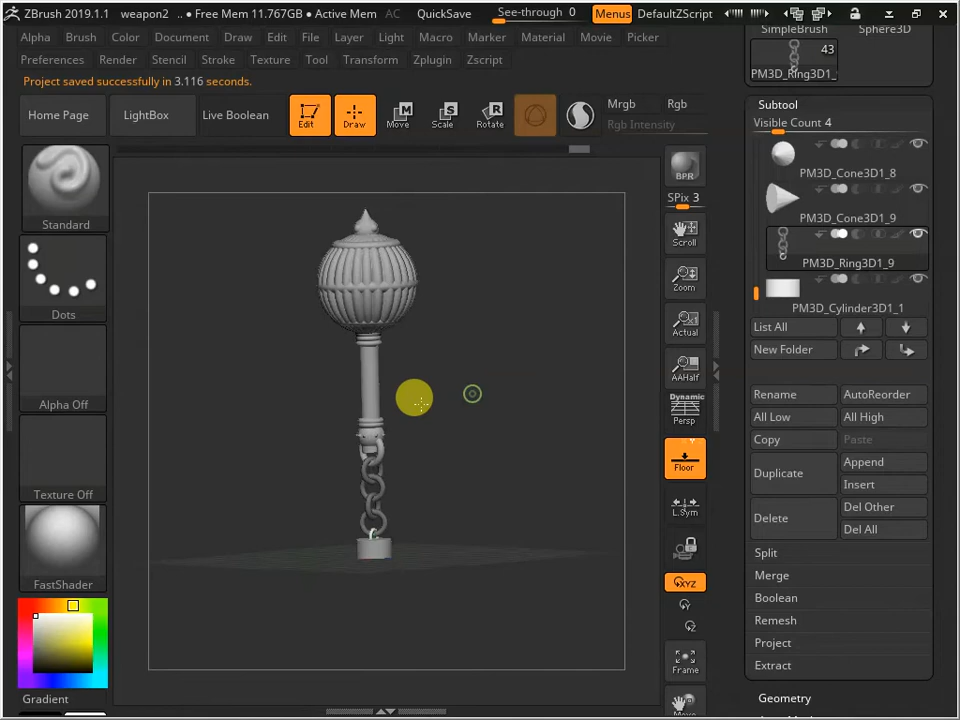 ZBrush 2019.1.1 weapon2 .. • Free Mem 11.767GB • Active Mem AC QuickSave See-through 0 Menus DefaultZScript
Alpha Brush Color Document Draw Edit File Layer Light Macro Marker Material Movie Picker
Preferences Render Stencil Stroke Texture Tool Transform Zplugin Zscript
Project saved successfully in 3.116 seconds.
Home Page LightBox Live Boolean Edit Draw Move Scale Rotate Mrgb Rgb
Rgb Intensity
Standard
Dots
Alpha Off
Texture Off
FastShader
Gradient
BPR
SPix 3
Scroll
Zoom
Actual
AAHalf
Dynamic
Persp
Floor
L.Sym
XYZ
Y
Z
Frame
Move
SimpleBrush Sphere3D
43
PM3D_Ring3D1_
Subtool
Visible Count 4
PM3D_Cone3D1_8
PM3D_Cone3D1_9
PM3D_Ring3D1_9
PM3D_Cylinder3D1_1
List All
New Folder
Rename AutoReorder
All Low All High
Copy Paste
Duplicate Append
Insert
Delete Del Other
Del All
Split
Merge
Boolean
Remesh
Project
Extract
Geometry